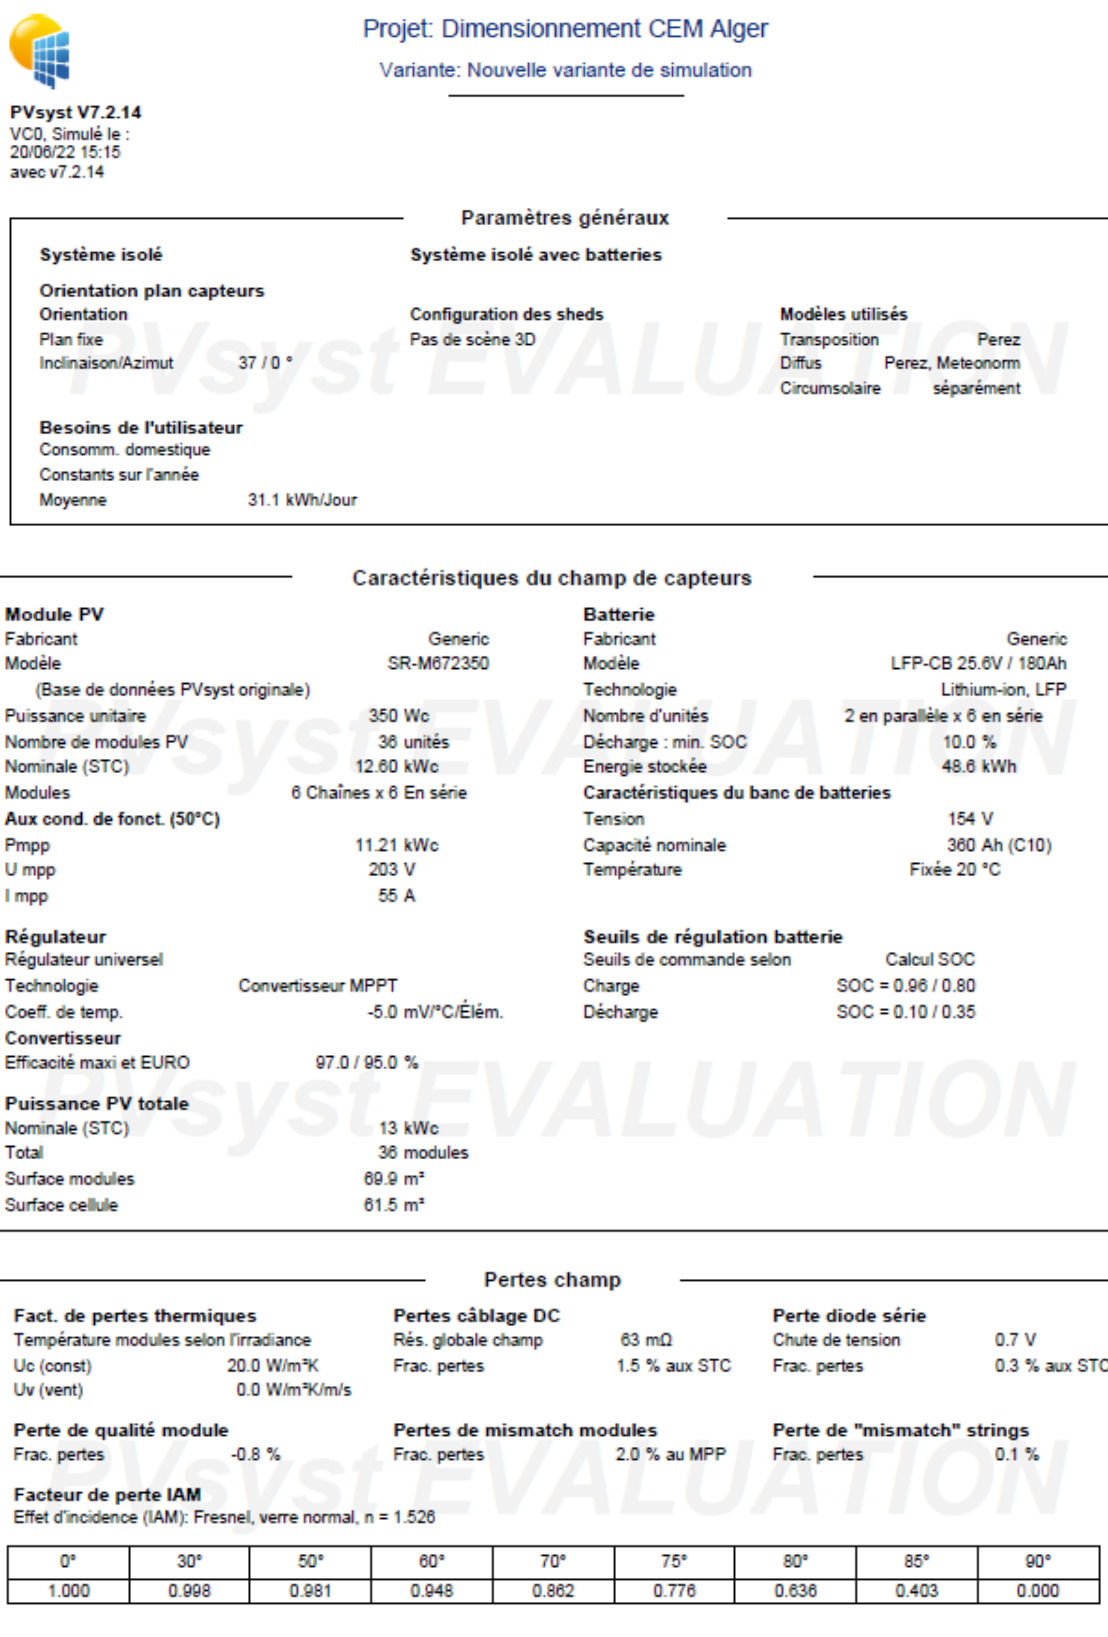 Projet: Dimensionnement CEM Alger
Variante: Nouvelle variante de simulation
PVsyst V7.2.14
VC0, Simulé le :
20/06/22 15:15
avec v7.2.14
Paramètres généraux
Système isolé Système isolé avec batteries
Orientation plan capteurs
Orientation Configuration des sheds Modèles utilisés
Plan fixe Pas de scène 3D Transposition Perez
Inclinaison/Azimut 37 / 0 ° Diffus Perez, Meteonorm
Circumsolaire séparément
PVsyst EVALUATION
Besoins de l'utilisateur
Consomm. domestique
Constants sur l'année
Moyenne 31.1 kWh/Jour
Caractéristiques du champ de capteurs
Module PV Batterie
Fabricant Generic Fabricant Generic
Modèle SR-M672350 Modèle LFP-CB 25.6V / 180Ah
(Base de données PVsyst originale) Technologie Lithium-ion, LFP
Puissance unitaire 350 Wc Nombre d'unités 2 en parallèle x 6 en série
Nombre de modules PV 36 unités Décharge : min. SOC 10.0 %
Nominale (STC) 12.60 kWc Energie stockée 48.6 kWh
PVsyst EVALUATION
Modules 6 Chaînes x 6 En série Caractéristiques du banc de batteries
Aux cond. de fonct. (50°C) Tension 154 V
Pmpp 11.21 kWc Capacité nominale 360 Ah (C10)
U mpp 203 V Température Fixée 20 °C
I mpp 55 A
Régulateur Seuils de régulation batterie
Régulateur universel Seuils de commande selon Calcul SOC
Technologie Convertisseur MPPT Charge SOC = 0.96 / 0.80
Coeff. de temp. -5.0 mV/°C/Élém. Décharge SOC = 0.10 / 0.35
Convertisseur
Efficacité maxi et EURO 97.0 / 95.0 %
PVsyst EVALUATION
Puissance PV totale
Nominale (STC) 13 kWc
Total 36 modules
Surface modules 69.9 m²
Surface cellule 61.5 m²
Pertes champ
Fact. de pertes thermiques Pertes câblage DC Perte diode série
Température modules selon l'irradiance Rés. globale champ 63 mΩ Chute de tension 0.7 V
Uc (const) 20.0 W/m²K Frac. pertes 1.5 % aux STC Frac. pertes 0.3 % aux STC
Uv (vent) 0.0 W/m²K/m/s
Perte de qualité module Pertes de mismatch modules Perte de "mismatch" strings
Frac. pertes -0.8 % Frac. pertes 2.0 % au MPP Frac. pertes 0.1 %
PVsyst EVALUATION
Facteur de perte IAM
Effet d'incidence (IAM): Fresnel, verre normal, n = 1.526
0° 30° 50° 60° 70° 75° 80° 85° 90°
1.000 0.998 0.981 0.948 0.862 0.776 0.636 0.403 0.000